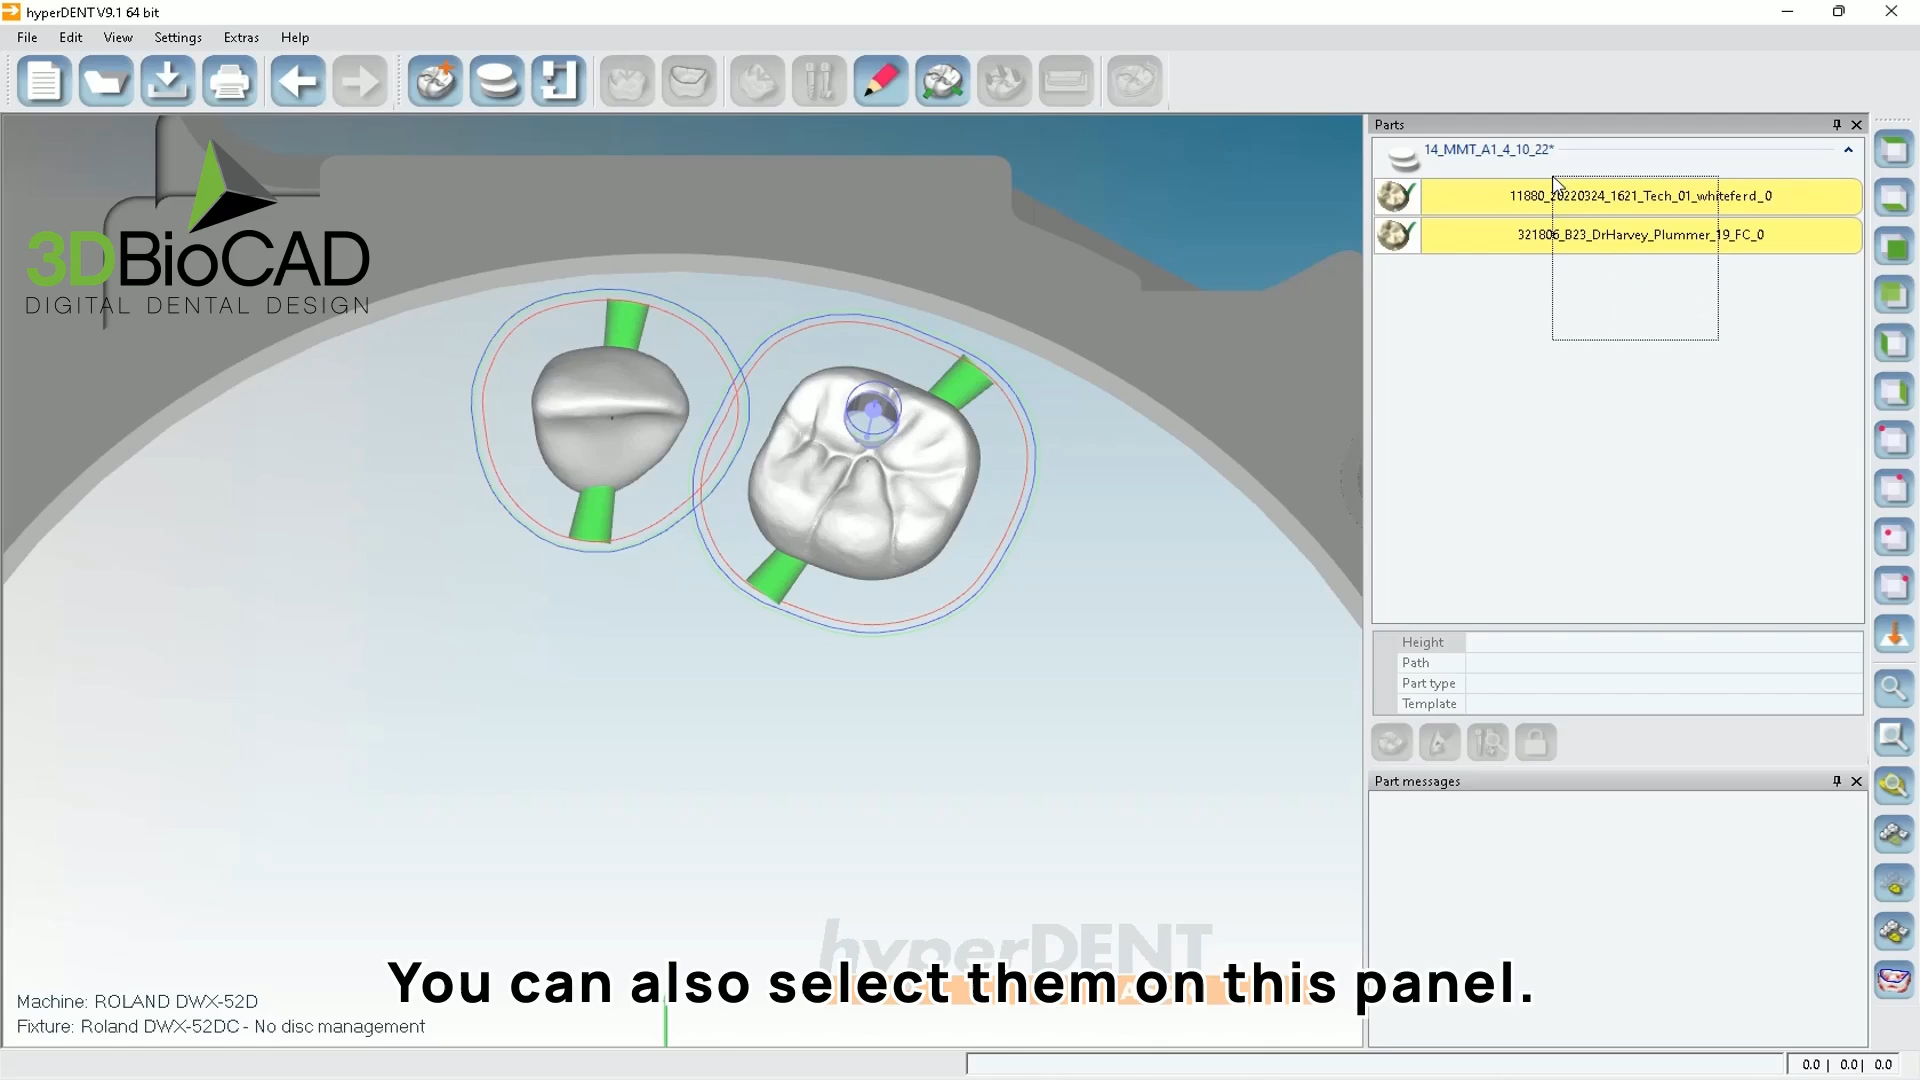 hyperDENT V9.1 64 bit
File Edit View Settings Extras Help
3DBioCAD
DIGITAL DENTAL DESIGN
Parts
14_MMT_A1_4_10_22*
11880_20220324_1621_Tech_01_whiteferd_0
321806_B23_DrHarvey_Plummer_19_FC_0
Height
Path
Part type
Template
Part messages
hyperDENT
You can also select them on this panel.
Machine: ROLAND DWX-52D
Fixture: Roland DWX-52DC - No disc management
0.0 | 0.0 | 0.0